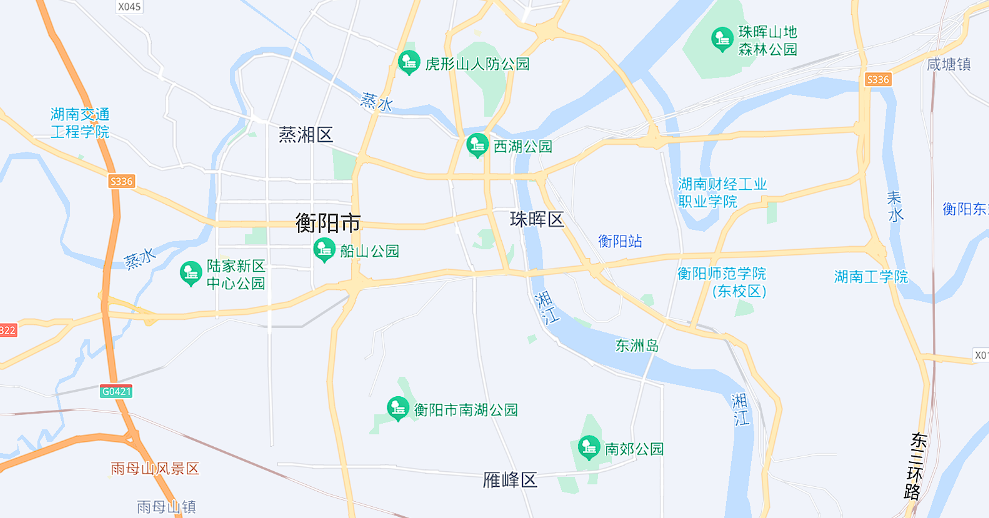 X045
珠晖山地
森林公园
虎形山人防公园
咸塘镇
S336
蒸水
湖南交通
工程学院
蒸湘区
西湖公园
S336
湖南财经工业
职业学院
耒水
衡阳东
衡阳市
珠晖区
衡阳站
船山公园
蒸水
陆家新区
中心公园
衡阳师范学院
(东校区)
湖南工学院
湘江
322
东洲岛
X01
G0421
湘江
衡阳市南湖公园
南郊公园
东三环路
雨母山风景区
雁峰区
雨母山镇